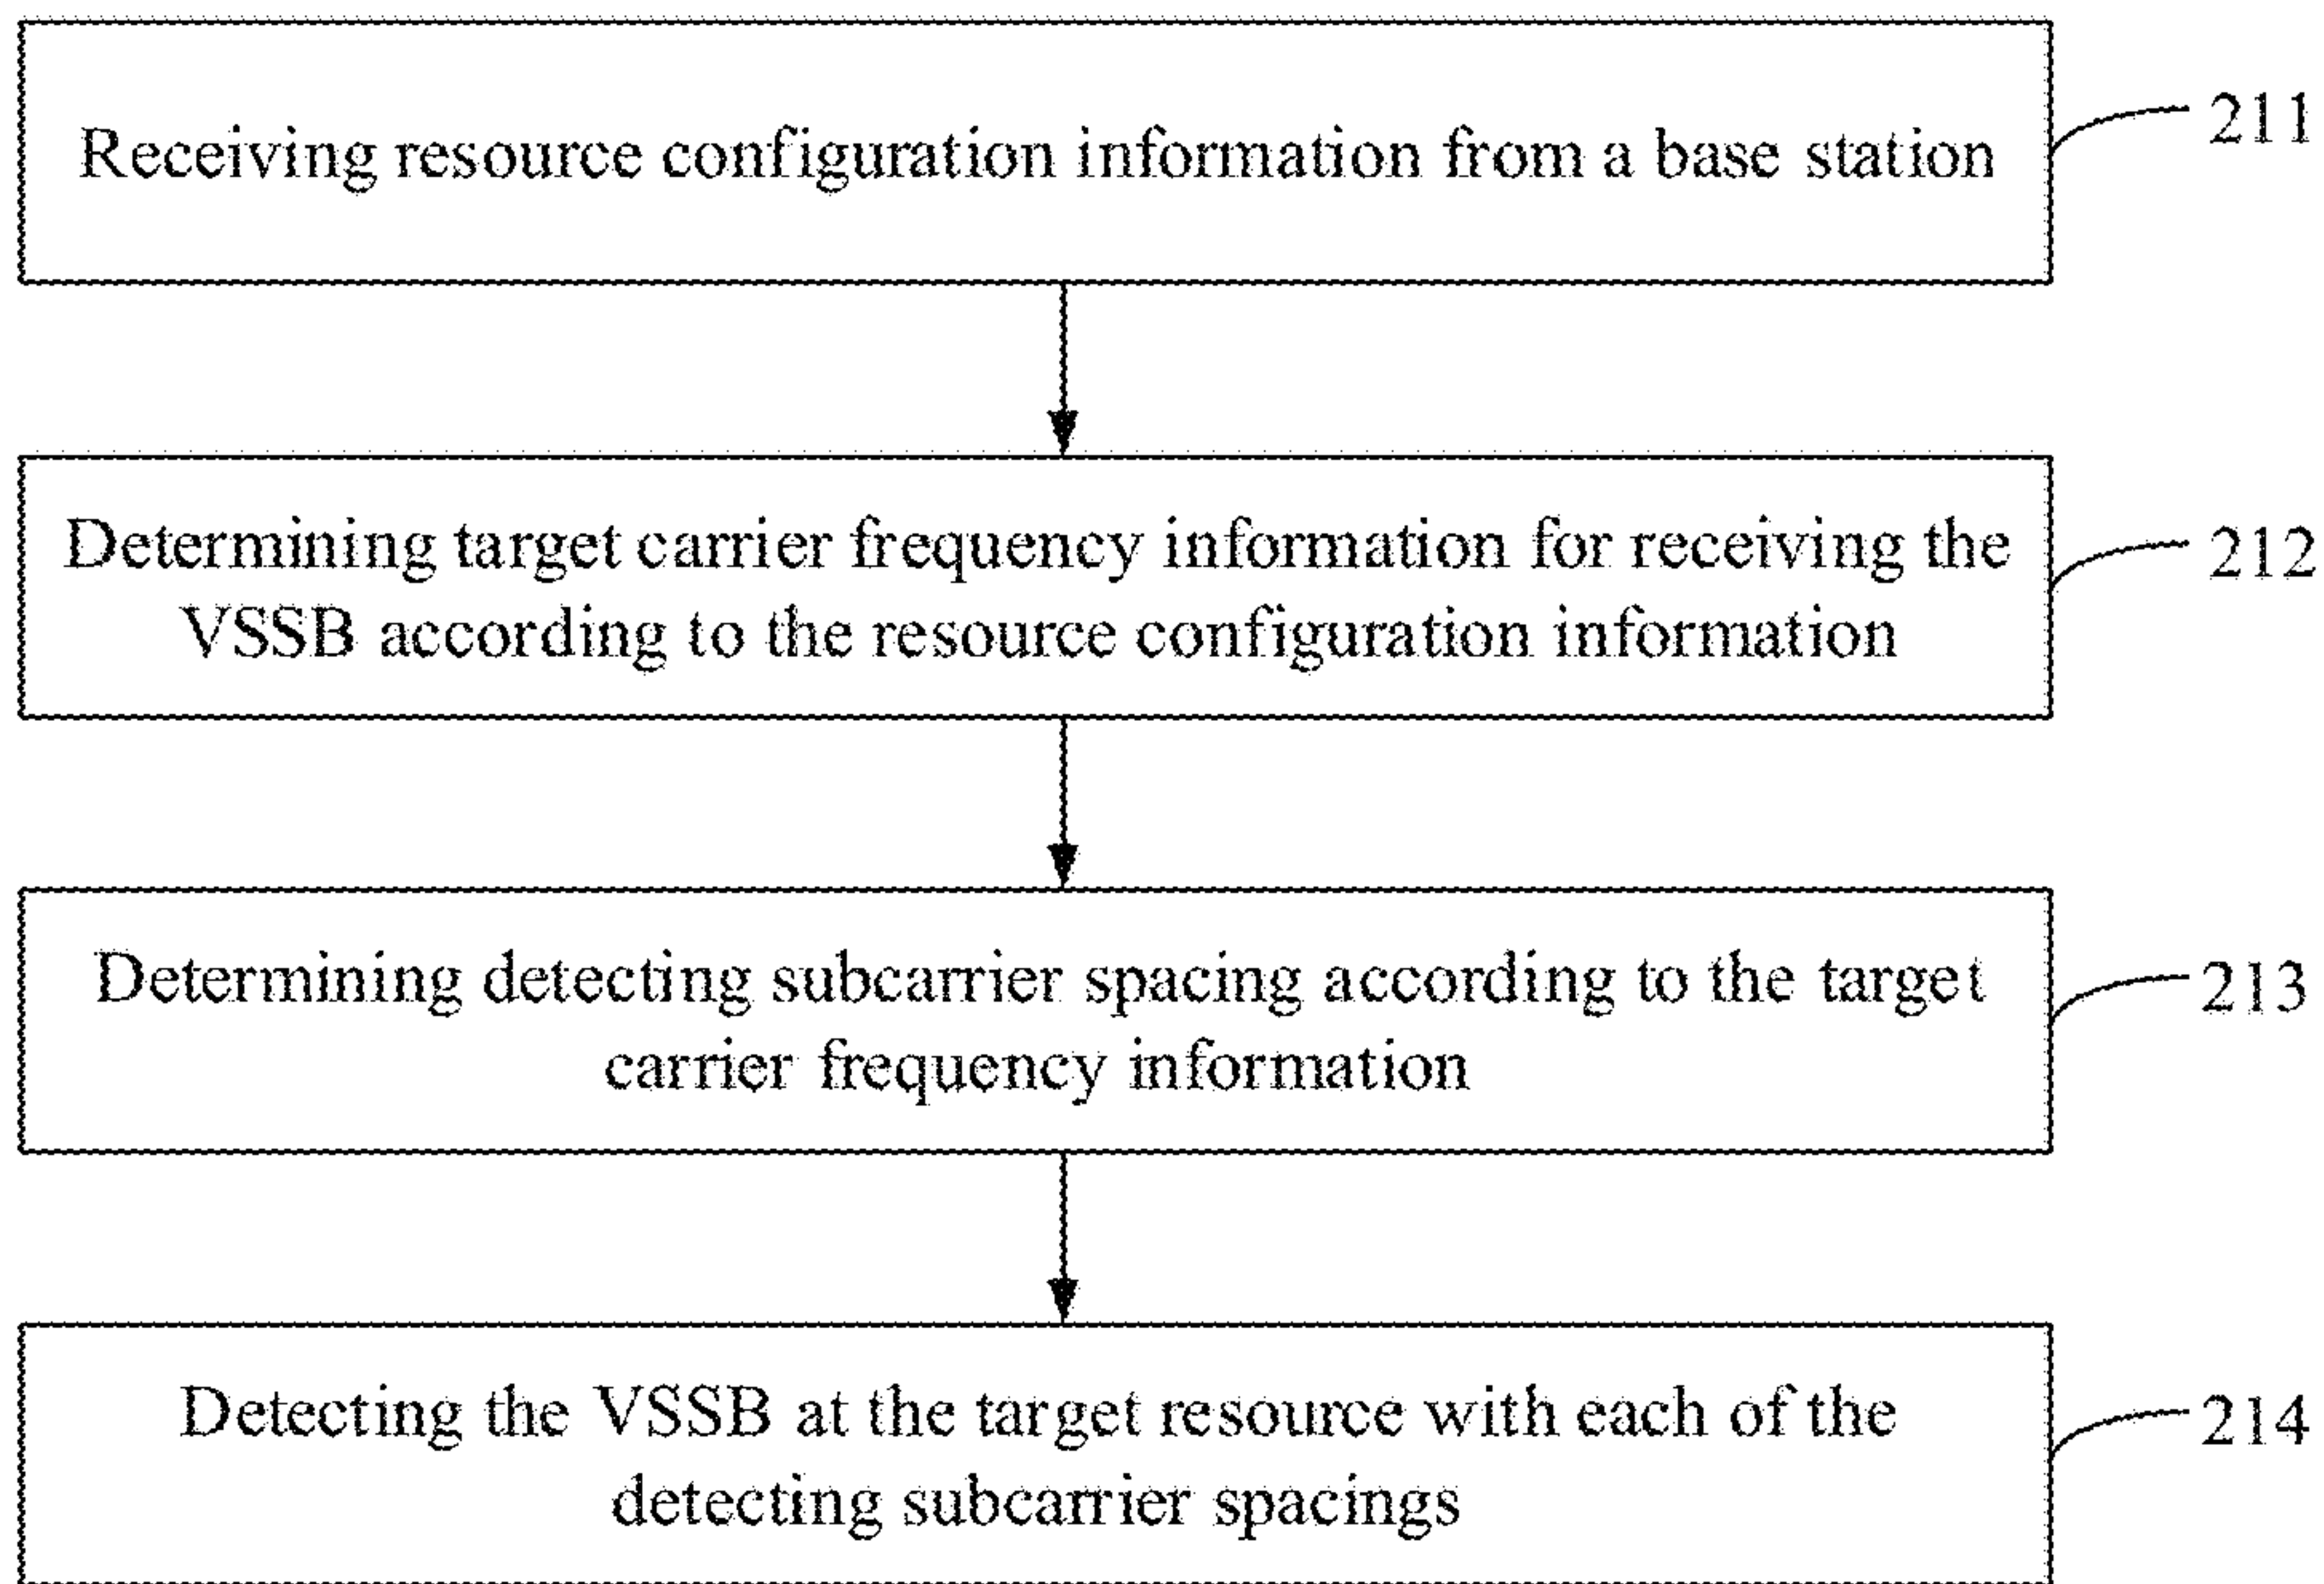 Receiving resource configuration information from a base station
211
Determining target carrier frequency information for receiving the
VSSB according to the resource configuration information
212
Determining detecting subcarrier spacing according to the target
carrier frequency information
213
Detecting the VSSB at the target resource with each of the
detecting subcarrier spacings
214